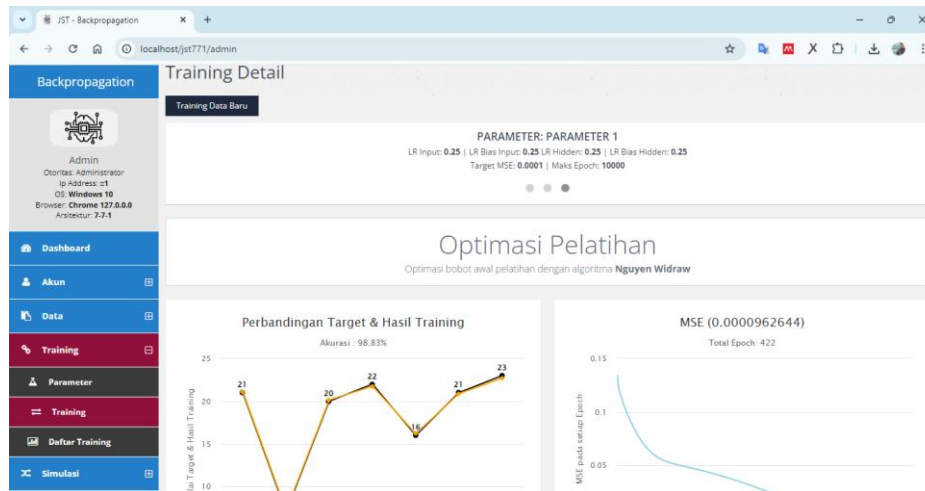 JST - Backpropagation
localhost/jst771/admin
Backpropagation
Admin
Otoritas: Administrator
Ip Address: ::1
OS: Windows 10
Browser: Chrome 127.0.0.0
Arsitektur: 7-7-1
Dashboard
Akun
Data
Training
Parameter
Training
Daftar Training
Simulasi
Training Detail
Training Data Baru
PARAMETER: PARAMETER 1
LR Input: 0.25 | LR Bias Input: 0.25 LR Hidden: 0.25 | LR Bias Hidden: 0.25
Target MSE: 0.0001 | Maks Epoch: 10000
Optimasi Pelatihan
Optimasi bobot awal pelatihan dengan algoritma Nguyen Widraw
Perbandingan Target & Hasil Training
Akurasi : 98.83%
25
20
15
10
Target & Hasil Training
21
20
22
16
21
23
MSE (0.0000962644)
Total Epoch: 422
0.15
0.1
0.05
MSE pada setiap Epoch